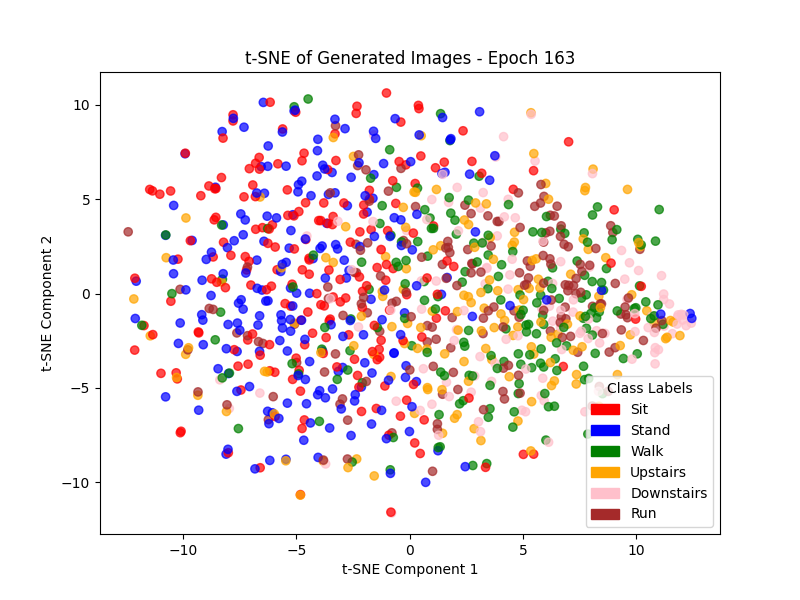 t-SNE of Generated Images - Epoch 163
10
5
0
−5
−10
t-SNE Component 2
−10
−5
0
5
10
t-SNE Component 1
Class Labels
Sit
Stand
Walk
Upstairs
Downstairs
Run